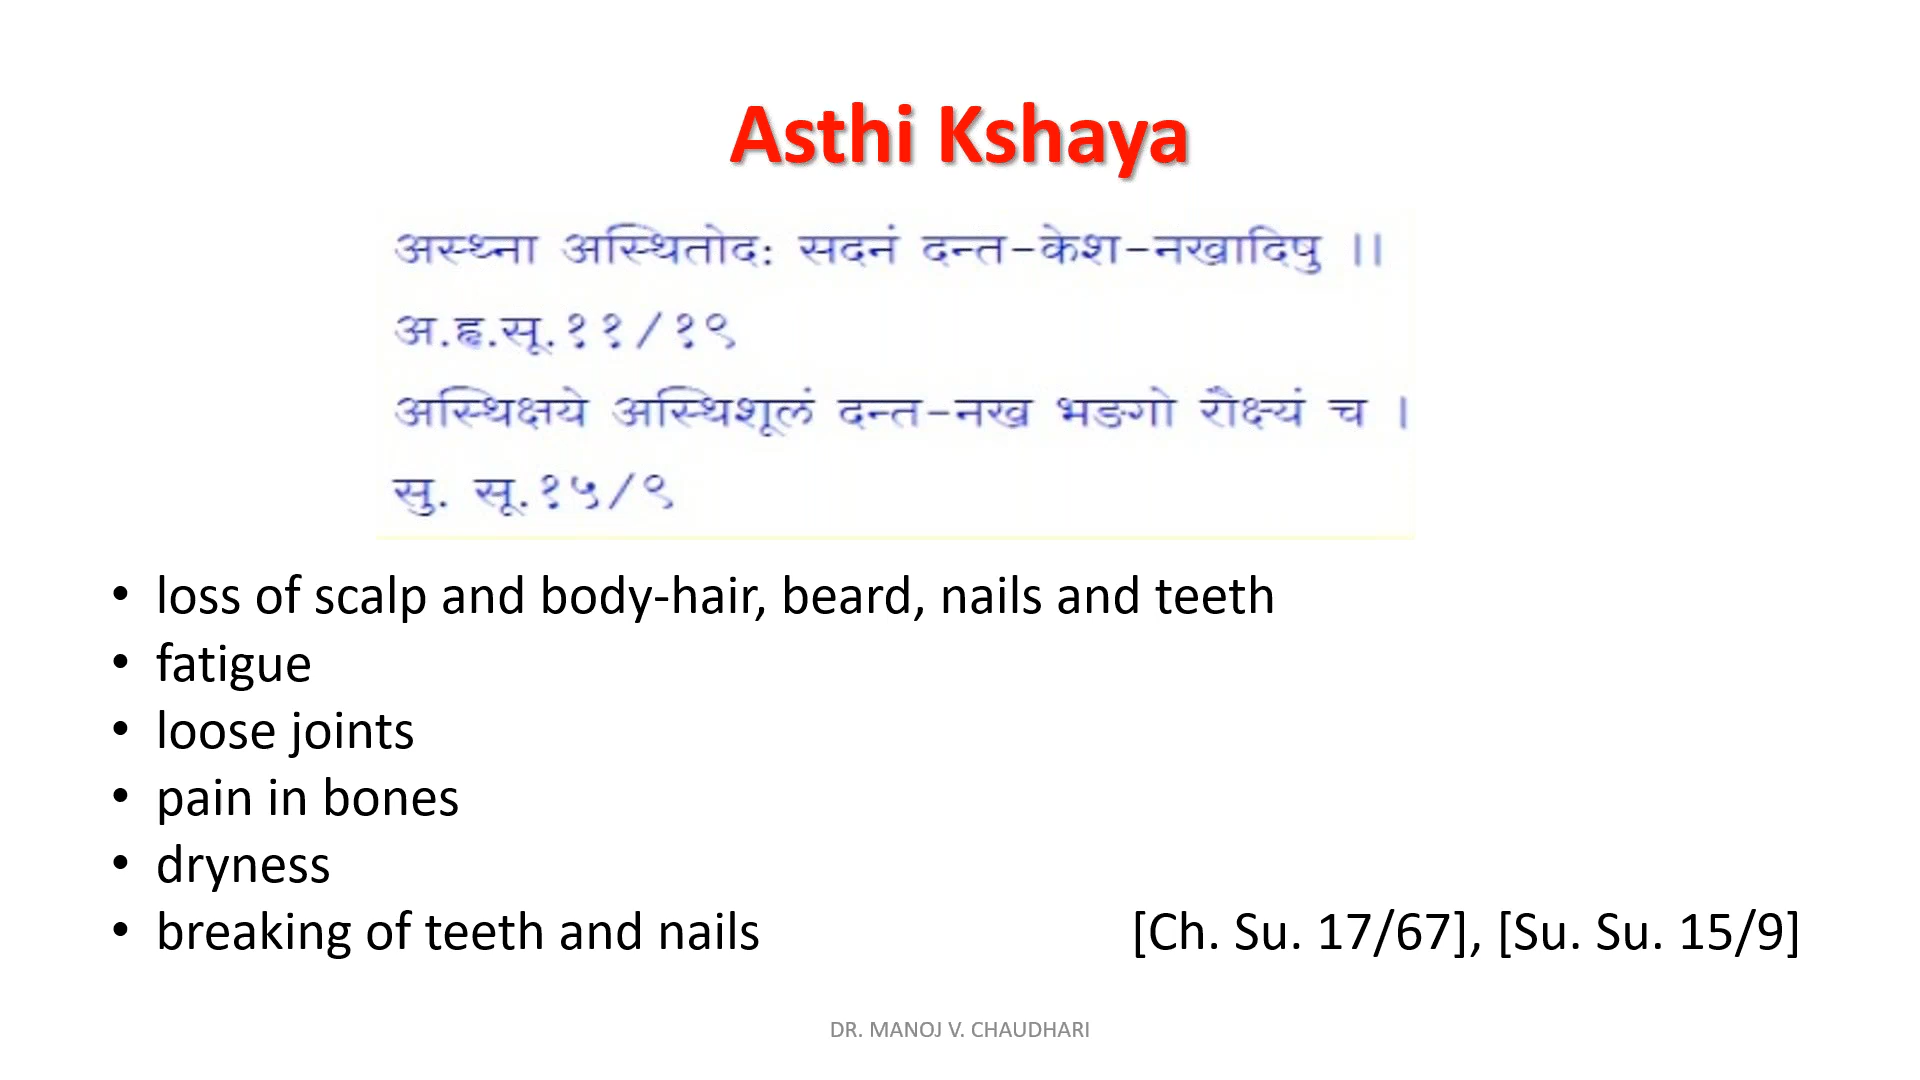 Asthi Kshaya
अस्थ्ना अस्थितोदः सदनं दन्त-केश-नखादिषु ।।
अ.हृ.सू.११/१९
अस्थिक्षये अस्थिशूलं दन्त-नख भङगो रौक्ष्यं च ।
सु. सू.१५/९
• loss of scalp and body-hair, beard, nails and teeth
• fatigue
• loose joints
• pain in bones
• dryness
• breaking of teeth and nails [Ch. Su. 17/67], [Su. Su. 15/9]
DR. MANOJ V. CHAUDHARI